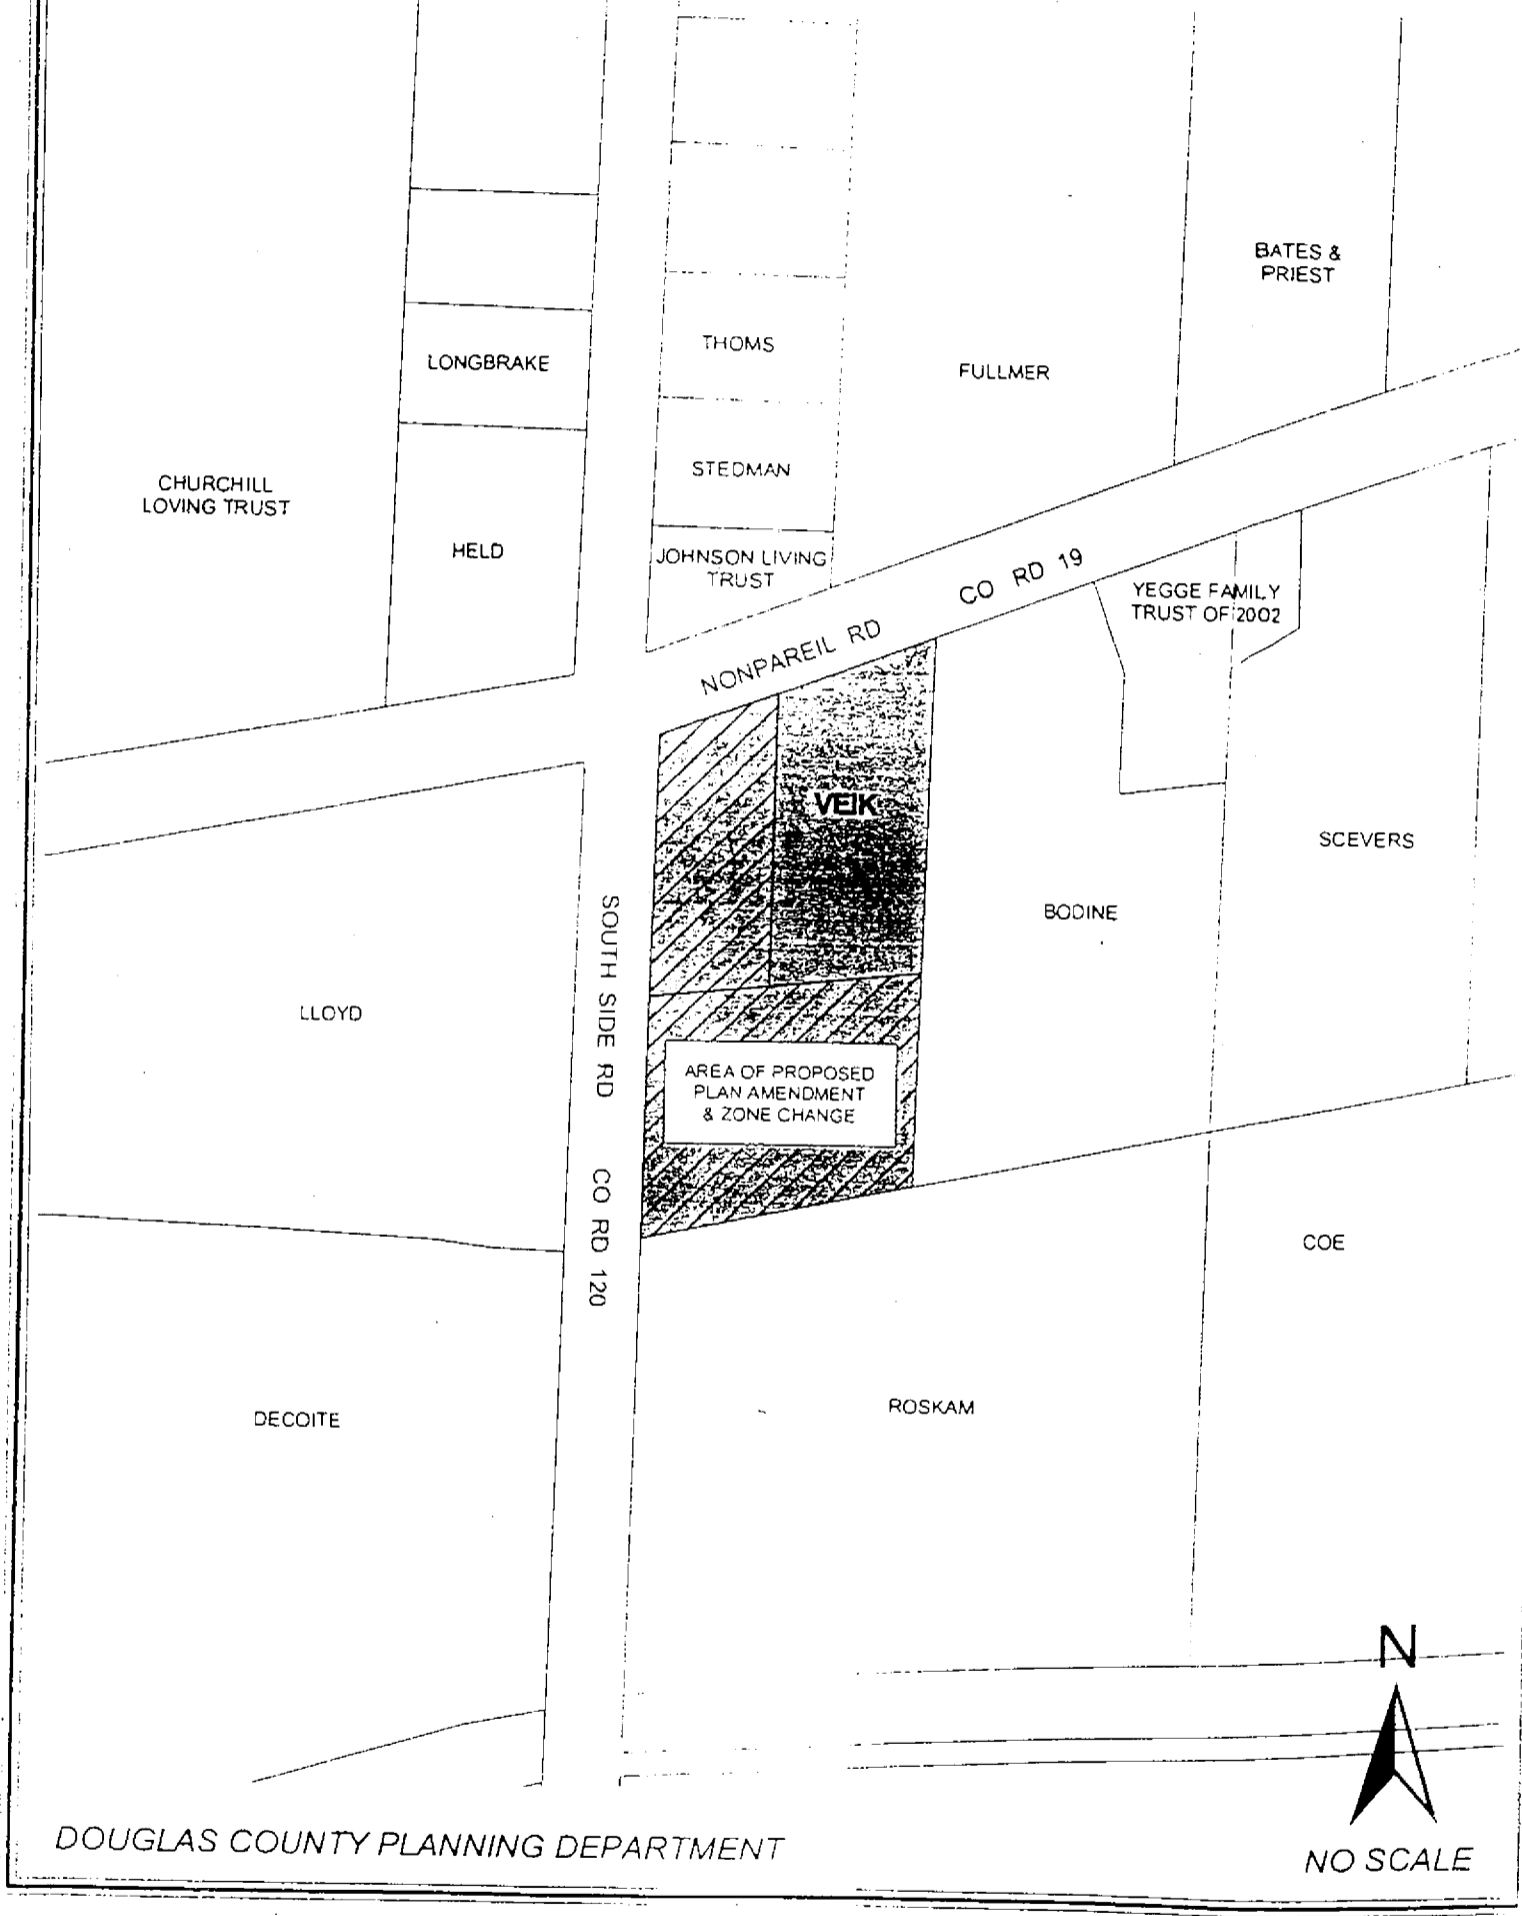 BATES &
PRIEST
THOMS
LONGBRAKE
FULLMER
STEDMAN
CHURCHILL
LOVING TRUST
HELD
JOHNSON LIVING
TRUST
NONPAREIL RD CO RD 19
YEGGE FAMILY
TRUST OF 2002
VEIK
SCEVERS
BODINE
SOUTH SIDE RD CO RD 120
LLOYD
AREA OF PROPOSED
PLAN AMENDMENT
& ZONE CHANGE
COE
DECOITE
ROSKAM
N
DOUGLAS COUNTY PLANNING DEPARTMENT
NO SCALE